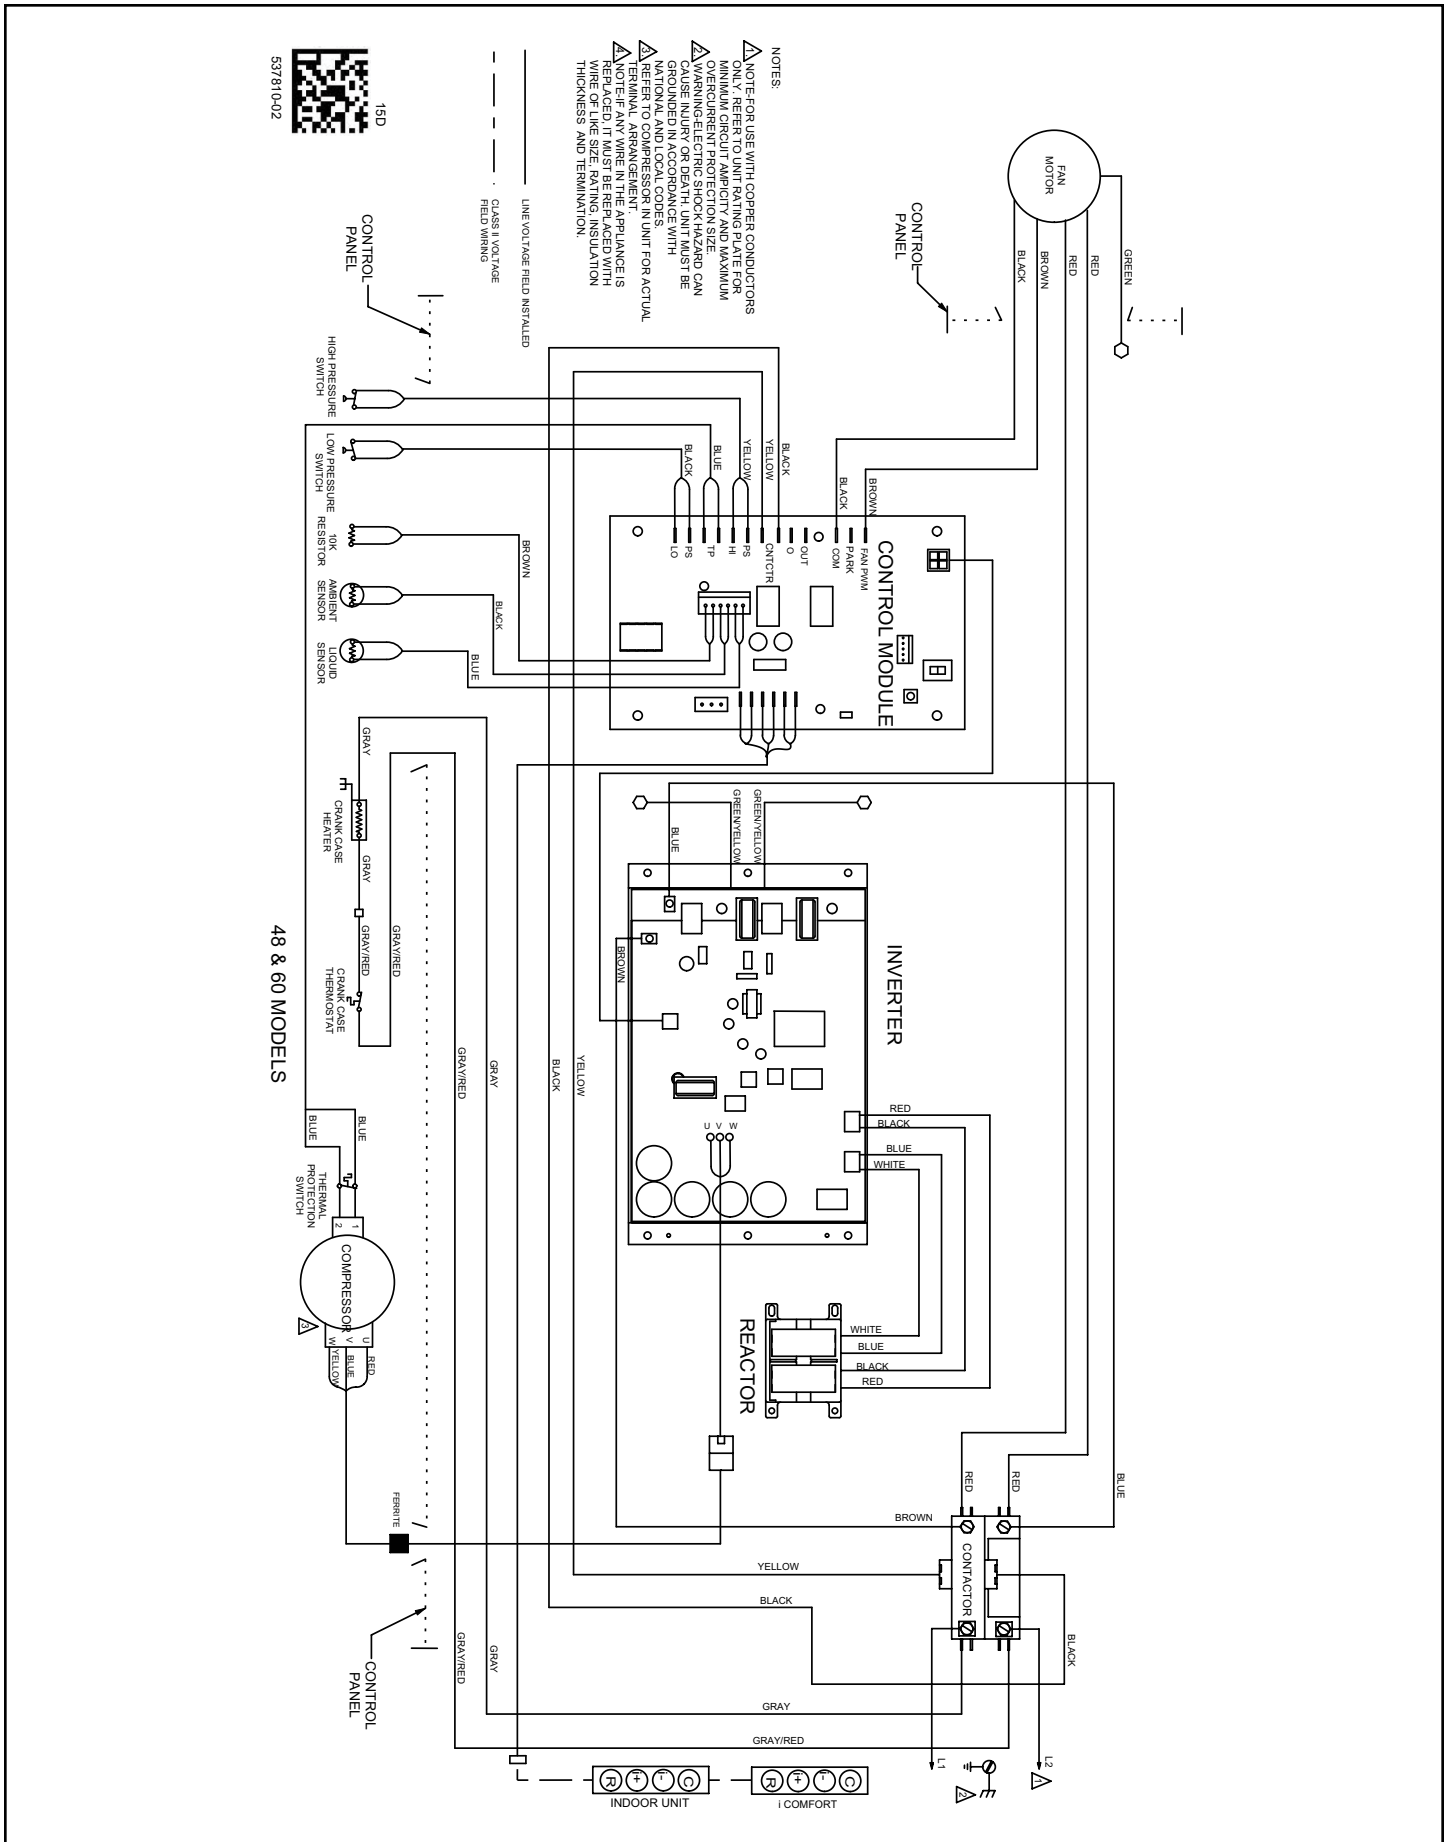 NOTES:
1. NOTE-FOR USE WITH COPPER CONDUCTORS
ONLY. REFER TO UNIT RATING PLATE FOR
MINIMUM CIRCUIT AMPICITY AND MAXIMUM
OVERCURRENT PROTECTION SIZE.
2. WARNING-ELECTRIC SHOCK HAZARD CAN
CAUSE INJURY OR DEATH. UNIT MUST BE
GROUNDED IN ACCORDANCE WITH
NATIONAL AND LOCAL CODES.
3. REFER TO COMPRESSOR IN UNIT FOR ACTUAL
TERMINAL ARRANGEMENT.
4. NOTE-IF ANY WIRE IN THE APPLIANCE IS
REPLACED, IT MUST BE REPLACED WITH
WIRE OF LIKE SIZE, RATING, INSULATION
THICKNESS AND TERMINATION.
LINE VOLTAGE FIELD INSTALLED
CLASS II VOLTAGE
FIELD WIRING
15D
537810-02
FAN
MOTOR
GREEN
RED
RED
BROWN
BLACK
CONTROL
PANEL
CONTROL
PANEL
HIGH PRESSURE
SWITCH
LOW PRESSURE
SWITCH
10K
RESISTOR
AMBIENT
SENSOR
LIQUID
SENSOR
BROWN
BLACK
BLUE
BLACK
BLUE
YELLOW
YELLOW
BLACK
BLACK
BROWN
LO
PS
TP
HI
PS
CNTCTR
O
OUT
COM
PARK
FAN PWM
CONTROL MODULE
GRAY
CRANK CASE
HEATER
GRAY
GRAY/RED
GRAY/RED
CRANK CASE
THERMOSTAT
48 & 60 MODELS
BLUE
GREEN/YELLOW
GREEN/YELLOW
BROWN
INVERTER
U V W
RED
BLACK
BLUE
WHITE
GRAY/RED
GRAY
BLACK
YELLOW
BLUE
BLUE
THERMAL
PROTECTION
SWITCH
2
1
COMPRESSOR
3
W
V
U
YELLOW
BLUE
RED
FERRITE
REACTOR
WHITE
BLUE
BLACK
RED
RED
RED
BLUE
BROWN
CONTACTOR
YELLOW
BLACK
BLACK
GRAY/RED
GRAY
CONTROL
PANEL
GRAY
GRAY/RED
L1
L2
1
2
R i+ i- C
INDOOR UNIT
R i+ i- C
i COMFORT